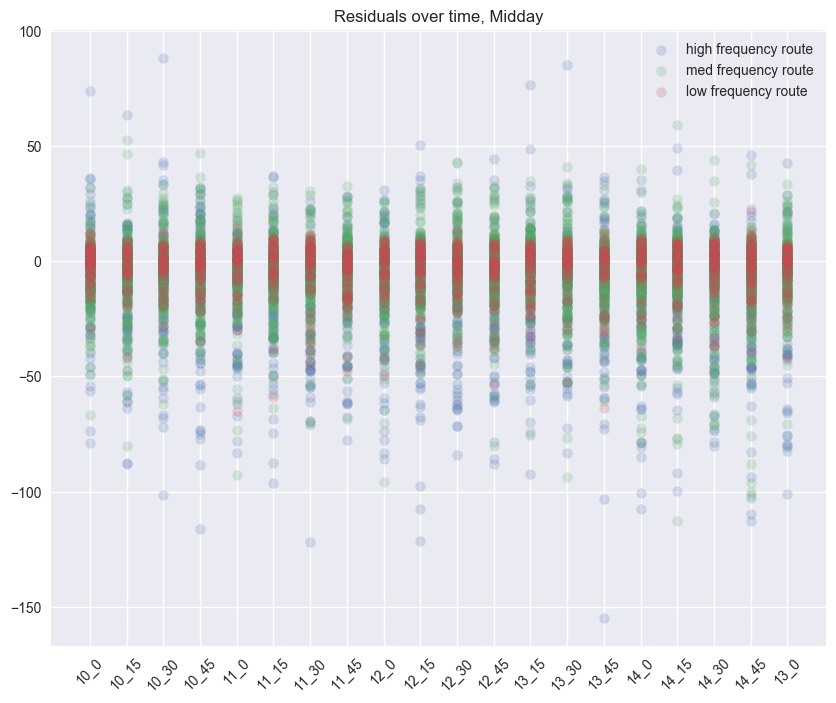 Residuals over time, Midday
high frequency route
med frequency route
low frequency route
100
50
0
−50
−100
−150
10_0 10_15 10_30 10_45 11_0 11_15 11_30 11_45 12_0 12_15 12_30 12_45 13_15 13_30 13_45 14_0 14_15 14_30 14_45 13_0